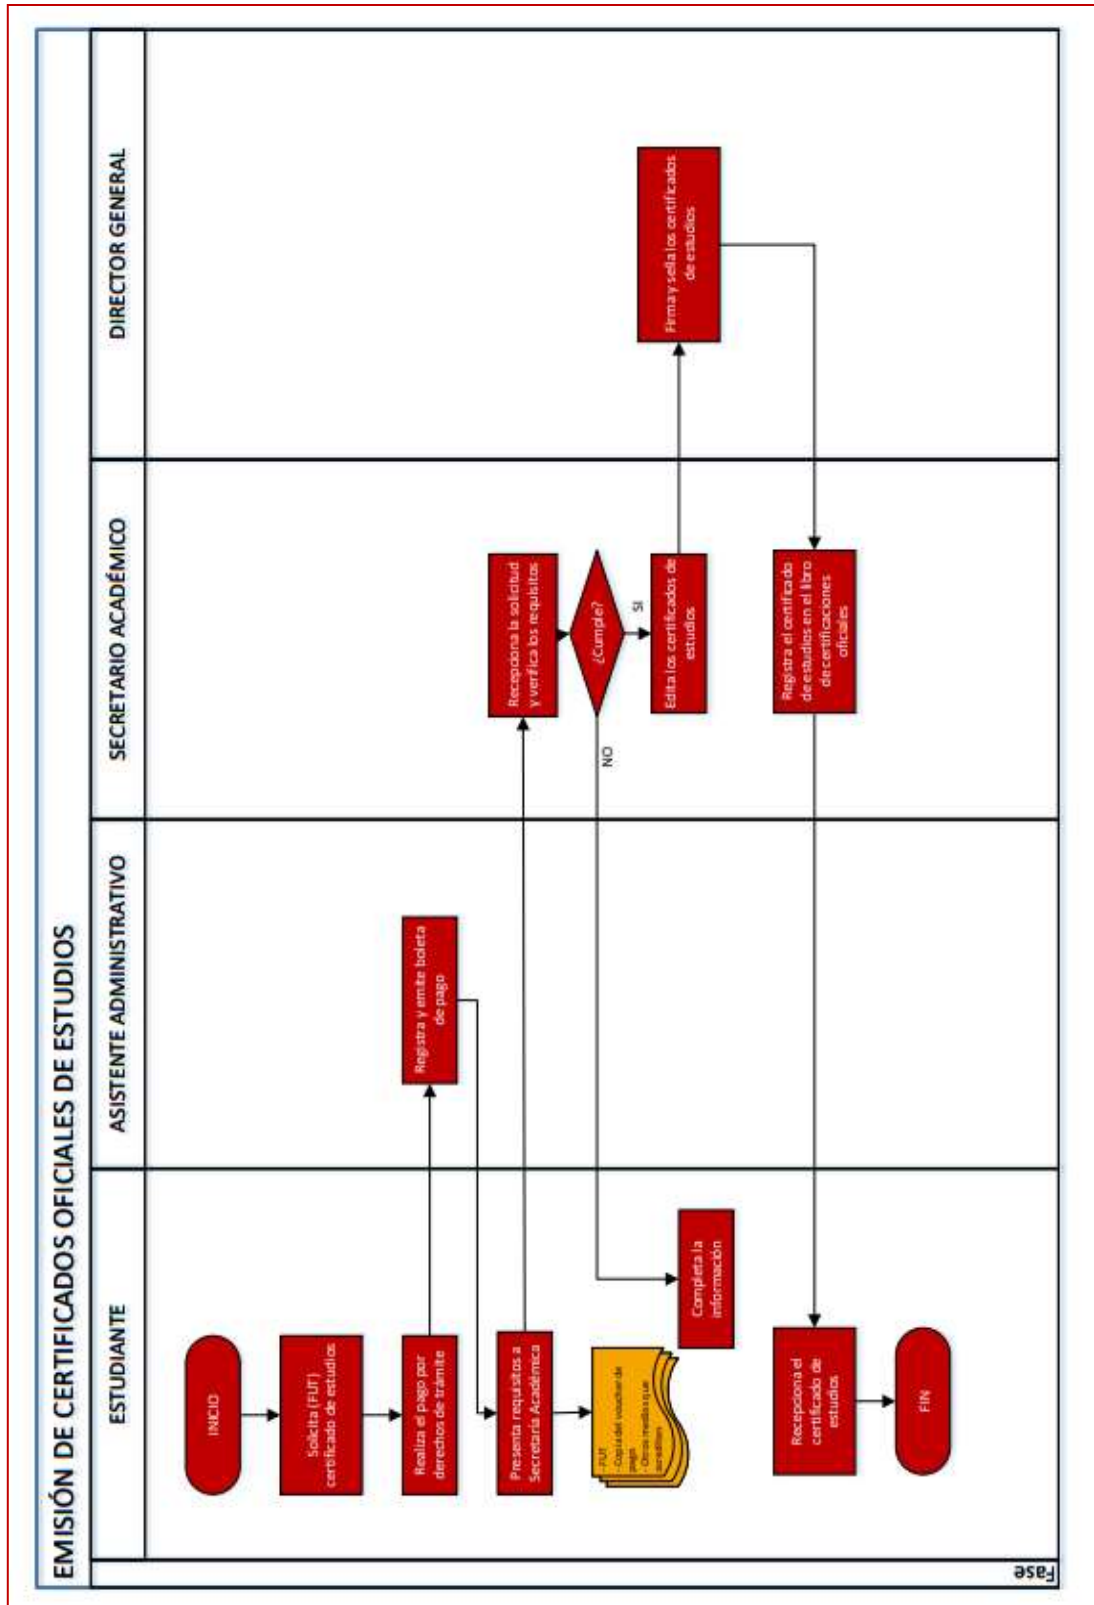 EMISIÓN DE CERTIFICADOS OFICIALES DE ESTUDIOS
ESTUDIANTE
ASISTENTE ADMINISTRATIVO
SECRETARIO ACADÉMICO
DIRECTOR GENERAL
INICIO
Solicita (FUT)
certificado de estudios
Realiza el pago por
derechos de trámite
Registra y emite boleta
de pago
Presenta requisitos a
Secretaría Académica
- FUT
- Copia del voucher de
pago
- Otros medios que
acrediten
Recepciona la solicitud
y verifica los requisitos
¿Cumple?
NO
SI
Completa la
información
Edita los certificados de
estudios
Firma y sella los certificados
de estudios
Registra el certificado
de estudios en el libro
de certificaciones
oficiales
Recepciona el
certificado de
estudios
FIN
Fase